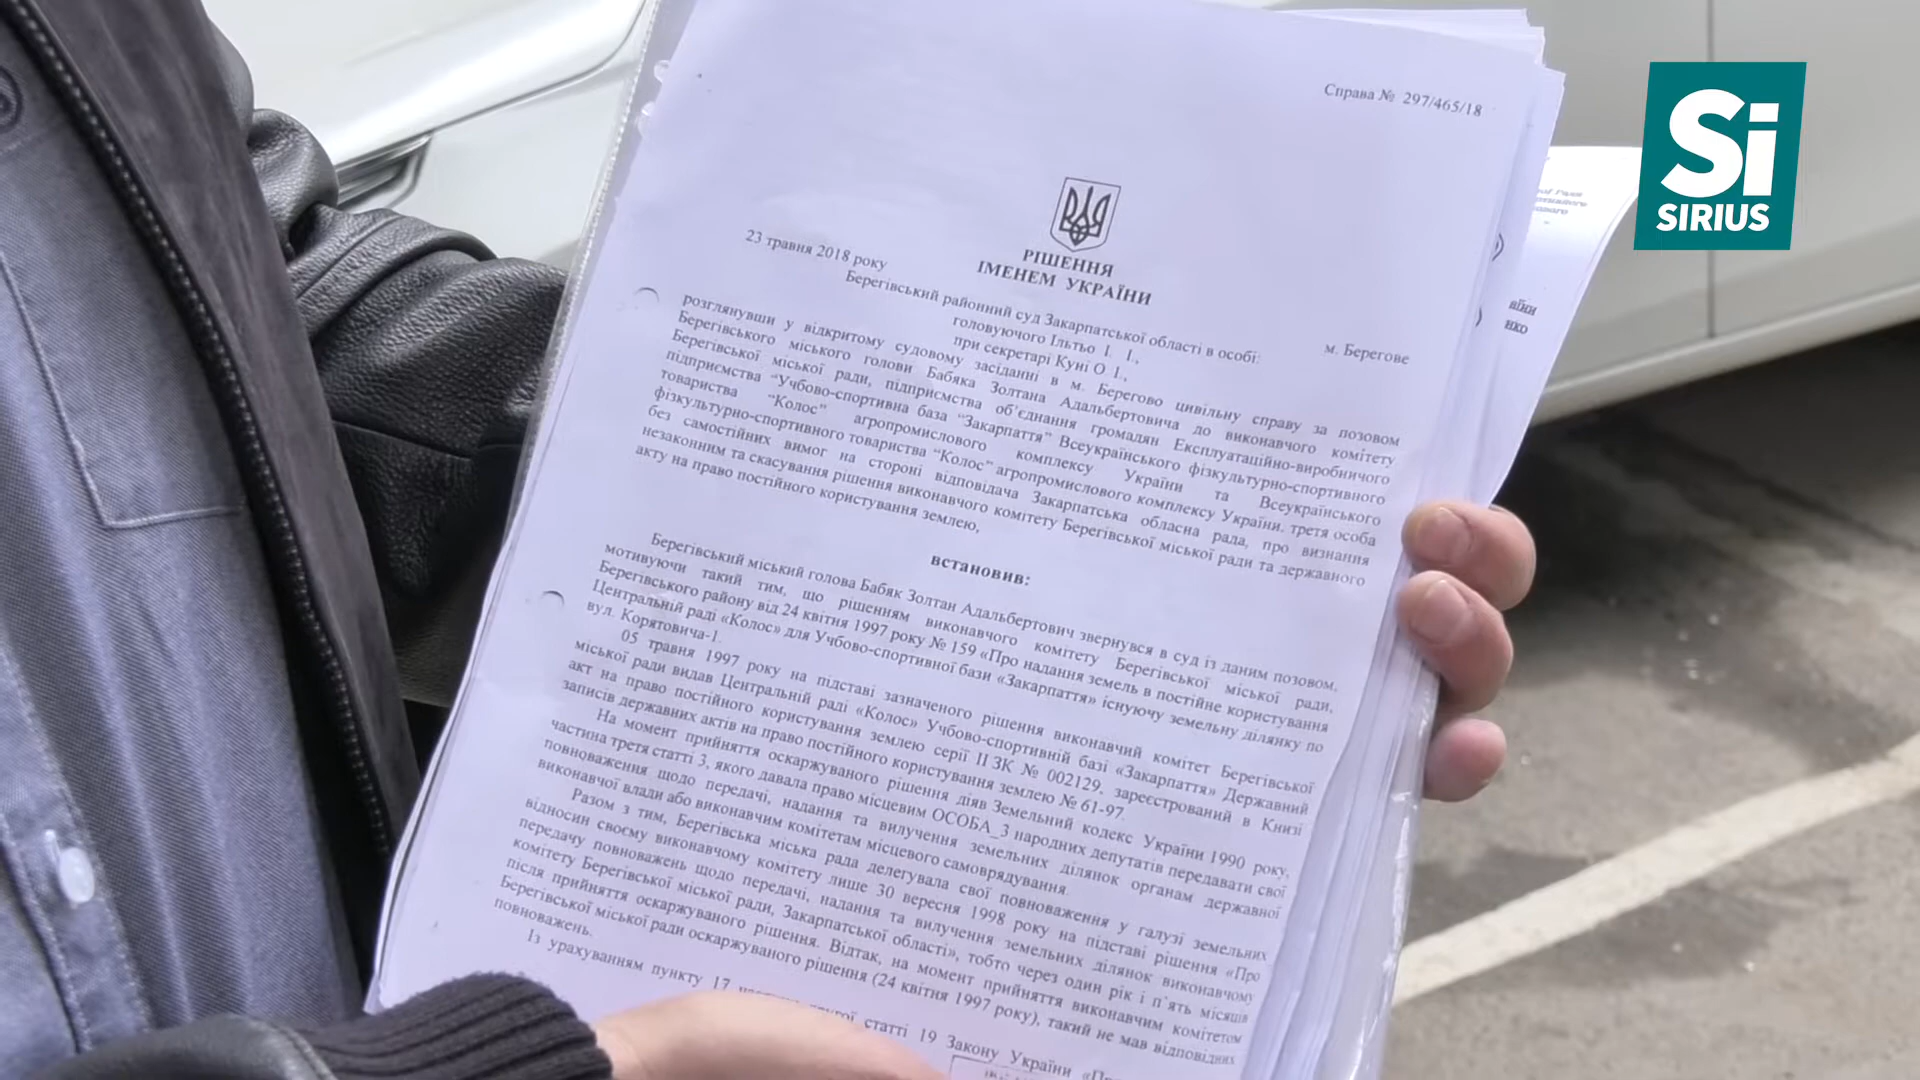 Справа № 297/465/18
РІШЕННЯ
ІМЕНЕМ УКРАЇНИ
23 травня 2018 року
м. Берегове
Берегівський районний суд Закарпатської області в особі:
головуючого Ільтьо І. І.,
при секретарі Куні О І.,
розглянувши у відкритому судовому засіданні в м. Берегово цивільну справу за позовом
Берегівського міського голови Бабяка Золтана Адальбертовича до виконавчого комітету
Берегівської міської ради, підприємства об'єднання громадян Експлуатаційно-виробничого
підприємства "Учбово-спортивна база "Закарпаття" Всеукраїнського фізкультурно-спортивного
товариства "Колос" агропромислового комплексу України та Всеукраїнського
фізкультурно-спортивного товариства "Колос" агропромислового комплексу України. третя особа
без самостійних вимог на стороні відповідача Закарпатська обласна рада, про визнання
незаконним та скасування рішення виконавчого комітету Берегівської міської ради та державного
акту на право постійного користування землею,
встановив:
Берегівський міський голова Бабяк Золтан Адальбертович звернувся в суд із даним позовом,
мотивуючи такий тим, що рішенням виконавчого комітету Берегівської міської ради,
Берегівського району від 24 квітня 1997 року № 159 «Про надання земель в постійне користування
Центральній раді «Колос» для Учбово-спортивної бази «Закарпаття» існуючу земельну ділянку по
вул. Корятовича-1.
05 травня 1997 року на підставі зазначеного рішення виконавчий комітет Берегівської
міської ради видав Центральній раді «Колос» Учбово-спортивній базі «Закарпаття» Державний
акт на право постійного користування землею серії ІІ ЗК № 002129, зареєстрований в Книзі
записів державних актів на право постійного користування землею № 61-97.
На момент прийняття оскаржуваного рішення діяв Земельний кодекс України 1990 року,
частина третя статті 3, якого давала право місцевим ОСОБА_3 народних депутатів передавати свої
повноваження щодо передачі, надання та вилучення земельних ділянок органам державної
виконавчої влади або виконавчим комітетам місцевого самоврядування.
Разом з тим, Берегівська міська рада делегувала свої повноваження у галузі земельних
відносин своєму виконавчому комітету лише 30 вересня 1998 року на підставі рішення «Про
передачу повноважень щодо передачі, надання та вилучення земельних ділянок виконавчому
комітету Берегівської міської ради, Закарпатської області», тобто через один рік і п'ять місяців
після прийняття оскаржуваного рішення. Відтак, на момент прийняття виконавчим комітетом
Берегівської міської ради оскаржуваного рішення (24 квітня 1997 року), такий не мав відповідних
повноважень.
Із урахуванням пункту 17 статті 19 Закону України
Si
SIRIUS